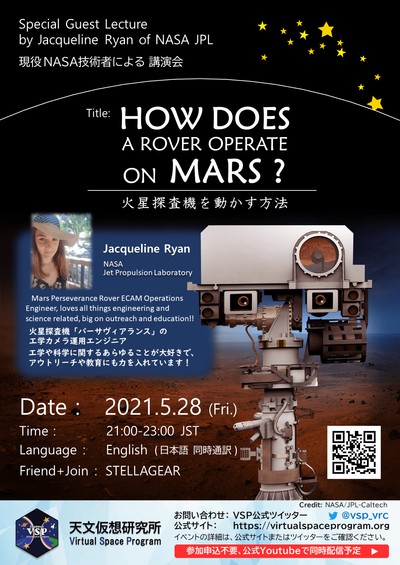 Special Guest Lecture
by Jacqueline Ryan of NASA JPL
現役NASA技術者による 講演会
Title: HOW DOES
A ROVER OPERATE
ON MARS ?
火星探査機を動かす方法
Jacqueline Ryan
NASA
Jet Propulsion Laboratory
Mars Perseverance Rover ECAM Operations
Engineer, loves all things engineering and
science related, big on outreach and education!!
火星探査機「パーサヴィアランス」の
工学カメラ運用エンジニア
工学や科学に関するあらゆることが大好きで、
アウトリーチや教育にも力を入れています！
Date : 2021.5.28 (Fri.)
Time : 21:00-23:00 JST
Language : English (日本語 同時通訳)
Friend+Join : STELLAGEAR
Credit: NASA/JPL-Caltech
VSP
天文仮想研究所
Virtual Space Program
お問い合わせ： VSP公式ツイッター @vsp_vrc
公式サイト： https://virtualspaceprogram.org
イベントの詳細は、公式サイトまたはツイッターをご確認ください。
参加申込不要、公式Youtubeで同時配信予定 ▶